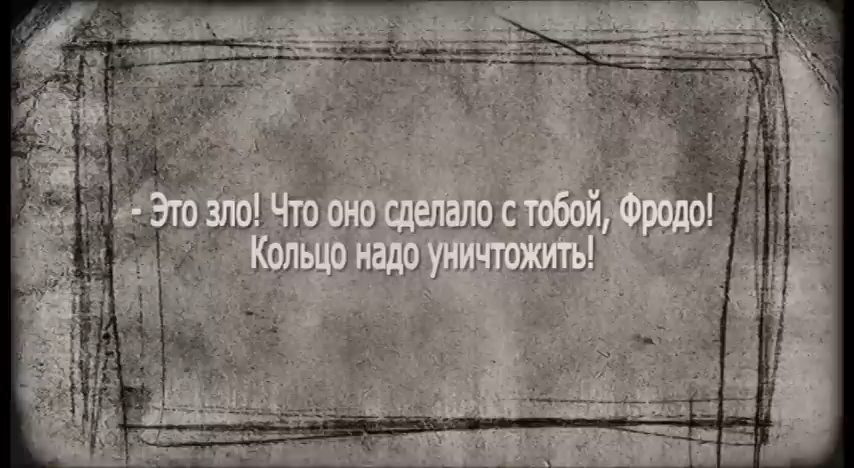 - Это зло! Что оно сделало с тобой, Фродо!
Кольцо надо уничтожить!